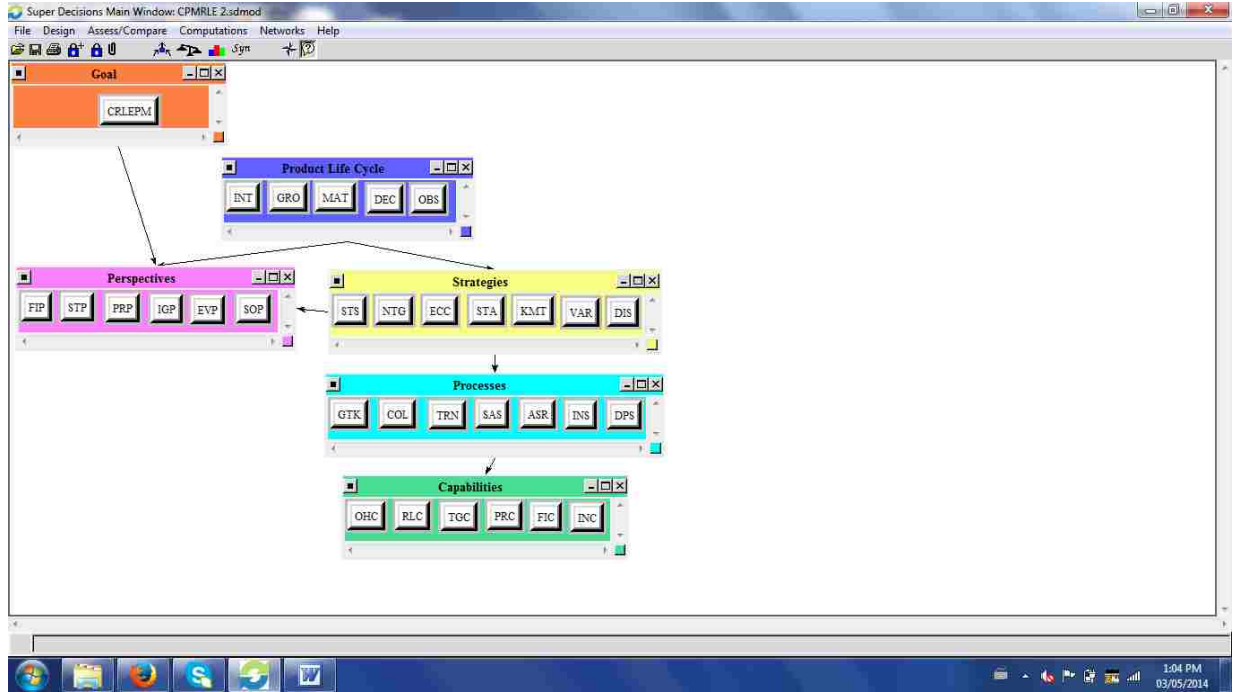 Super Decisions Main Window: CPMRLE 2.sdmod
File Design Assess/Compare Computations Networks Help
Syn
Goal
CRLEPM
Product Life Cycle
INT GRO MAT DEC OBS
Perspectives
FIP STP PRP IGP EVP SOP
Strategies
STS NTG ECC STA KMT VAR DIS
Processes
GTK COL TRN SAS ASR INS DPS
Capabilities
OHC RLC TGC PRC FIC INC
1:04 PM
03/05/2014